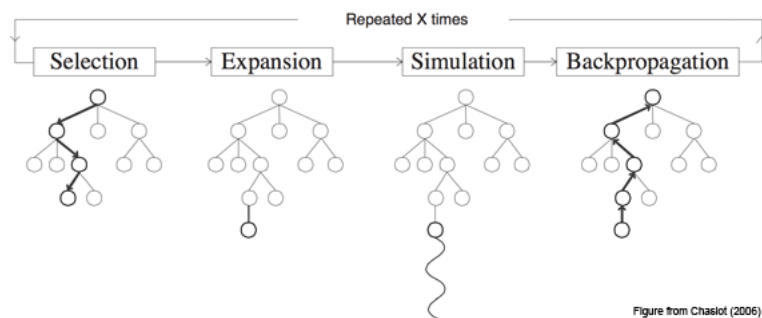 Repeated X times
Selection
Expansion
Simulation
Backpropagation
Figure from Chaslot (2006)